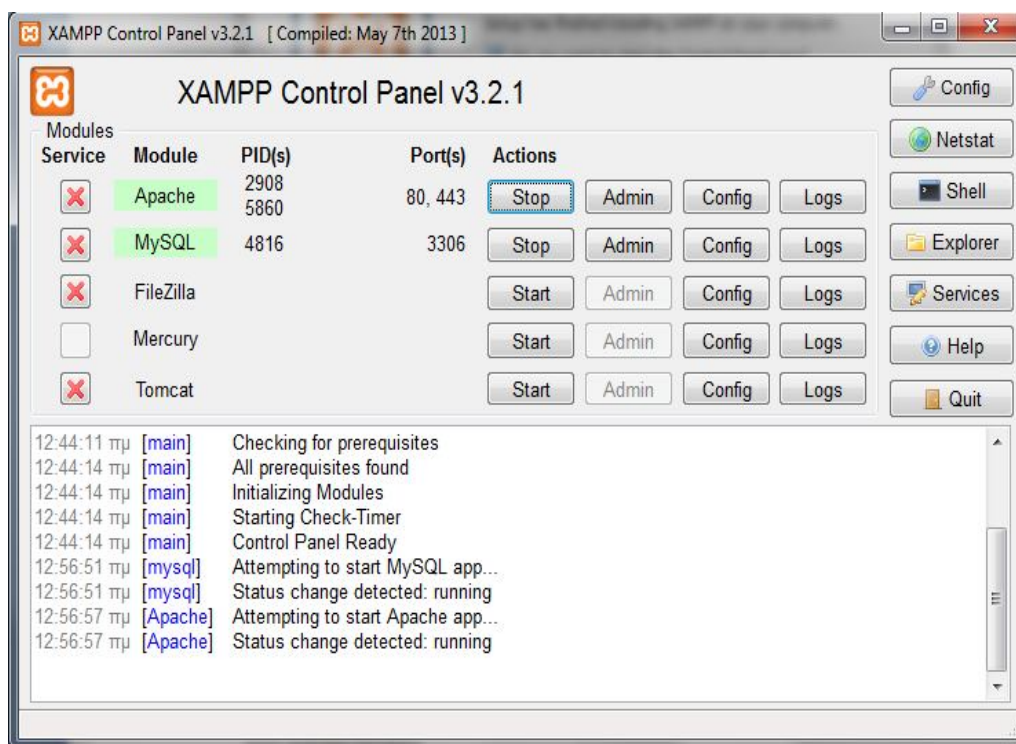 XAMPP Control Panel v3.2.1 [ Compiled: May 7th 2013 ]
XAMPP Control Panel v3.2.1
Config
Modules
Service Module PID(s) Port(s) Actions
Netstat
Apache 2908 5860 80, 443 Stop Admin Config Logs
Shell
MySQL 4816 3306 Stop Admin Config Logs
Explorer
FileZilla Start Admin Config Logs
Services
Mercury Start Admin Config Logs
Help
Tomcat Start Admin Config Logs
Quit
12:44:11 πμ [main] Checking for prerequisites
12:44:14 πμ [main] All prerequisites found
12:44:14 πμ [main] Initializing Modules
12:44:14 πμ [main] Starting Check-Timer
12:44:14 πμ [main] Control Panel Ready
12:56:51 πμ [mysql] Attempting to start MySQL app...
12:56:51 πμ [mysql] Status change detected: running
12:56:57 πμ [Apache] Attempting to start Apache app...
12:56:57 πμ [Apache] Status change detected: running